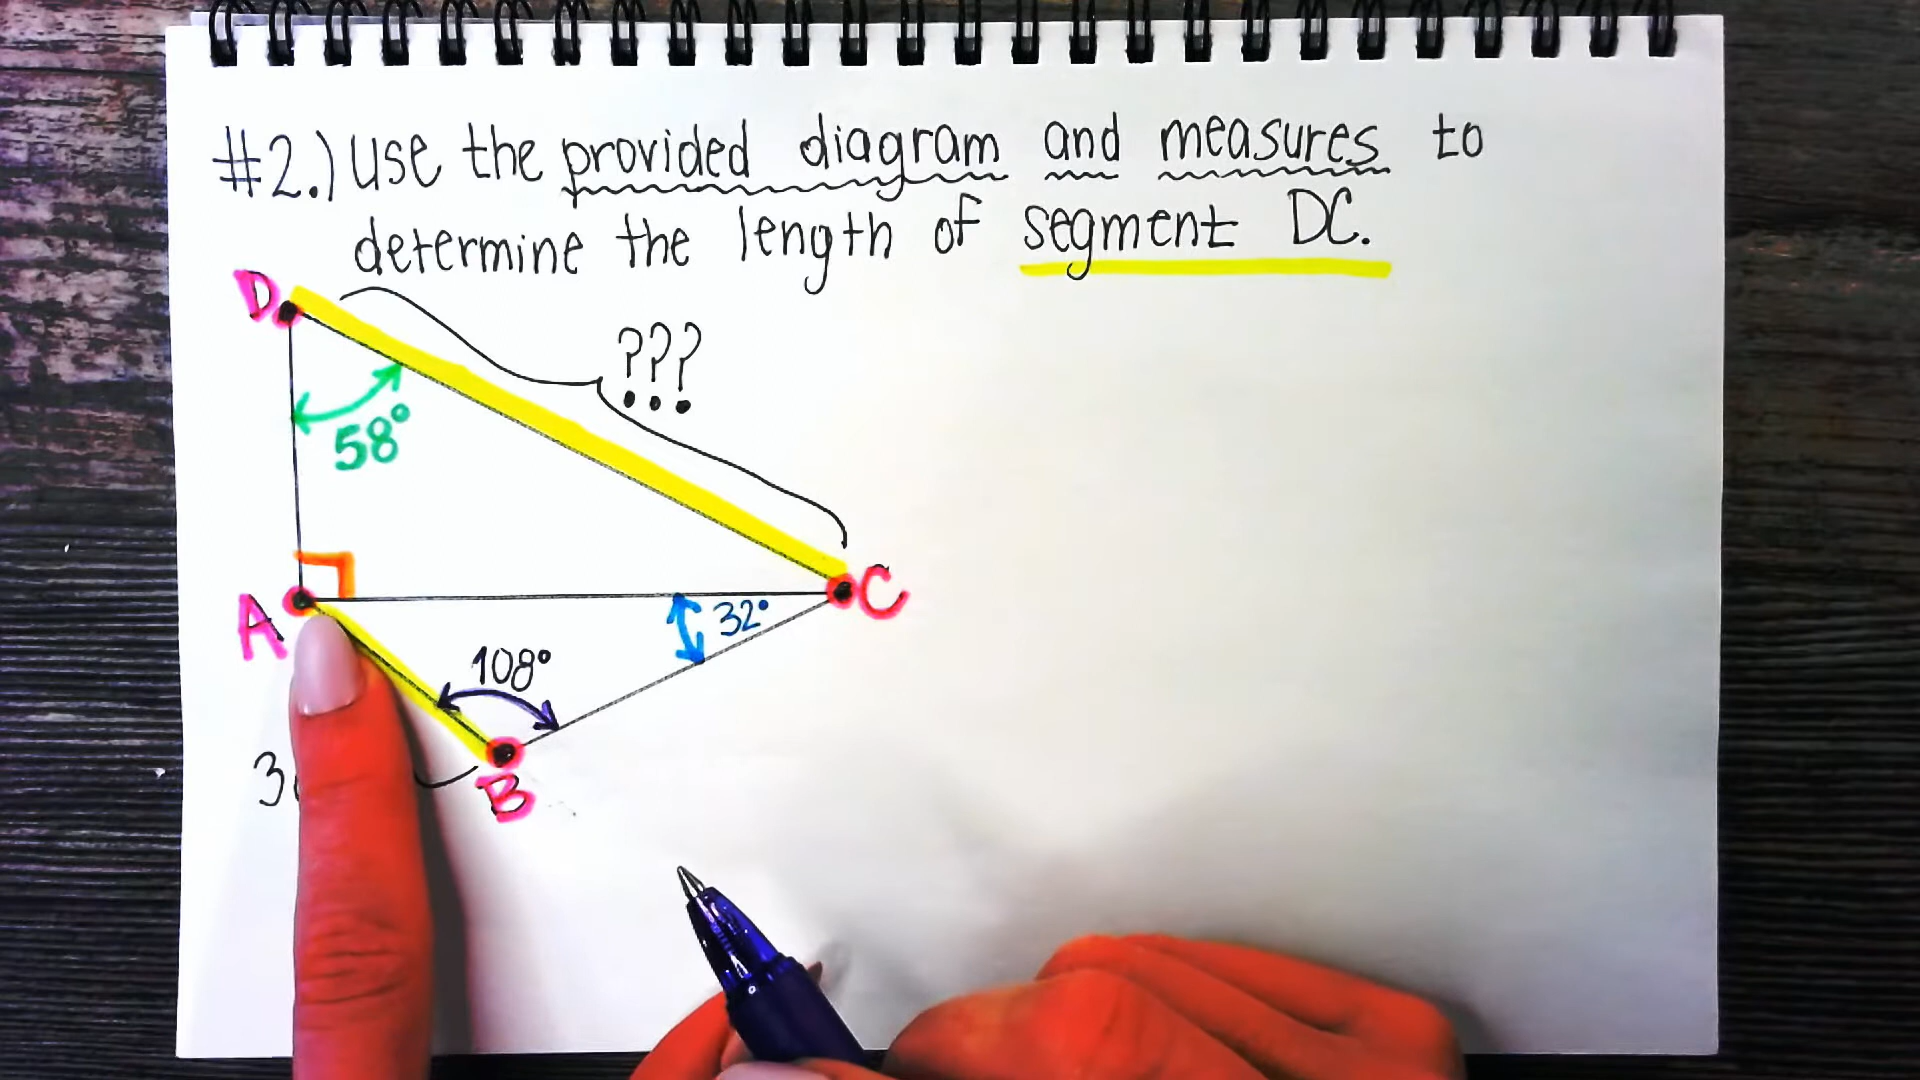 #2.) Use the provided diagram and measures to
determine the length of segment DC.
D
???
58°
A
C
32°
108°
B